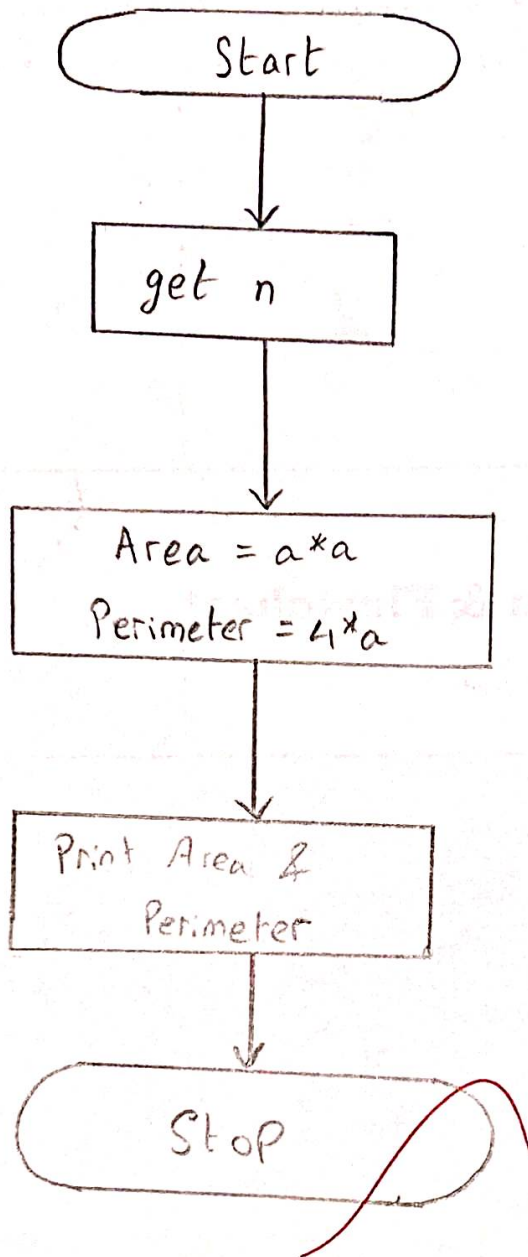 Start
get n
Area = a*a
Perimeter = 4*a
Print Area &
Perimeter
Stop